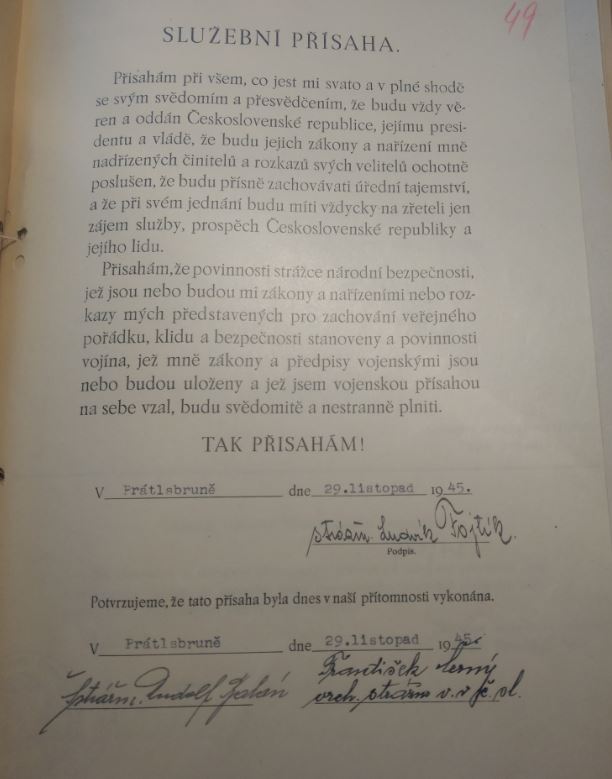 49
SLUŽEBNÍ PŘÍSAHA.
Přísahám při všem, co jest mi svato a v plné shodě
se svým svědomím a přesvědčením, že budu vždy vě-
ren a oddán Československé republice, jejímu presi-
dentu a vládě, že budu jejich zákony a nařízení mně
nadřízených činitelů a rozkazů svých velitelů ochotně
poslušen, že budu přísně zachovávati úřední tajemství,
a že při svém jednání budu míti vždycky na zřeteli jen
zájem služby, prospěch Československé republiky a
jejího lidu.
Přisahám, že povinnosti strážce národní bezpečnosti,
jež jsou nebo budou mi zákony a nařízeními nebo roz-
kazy mých představených pro zachování veřejného
pořádku, klidu a bezpečnosti stanoveny a povinnosti
vojína, jež mně zákony a předpisy vojenskými jsou
nebo budou uloženy a jež jsem vojenskou přísahou
na sebe vzal, budu svědomitě a nestranně plniti.
TAK PŘISAHÁM!
V Prátlsbruně dne 29.listopad 1945.
strážm. Ludvík Fojtík.
Podpis.
Potvrzujeme, že tato přísaha byla dnes v naší přítomnosti vykonána.
V Prátlsbruně dne 29.listopad 1945.
František
štážm. Rudolf strážm v.v.